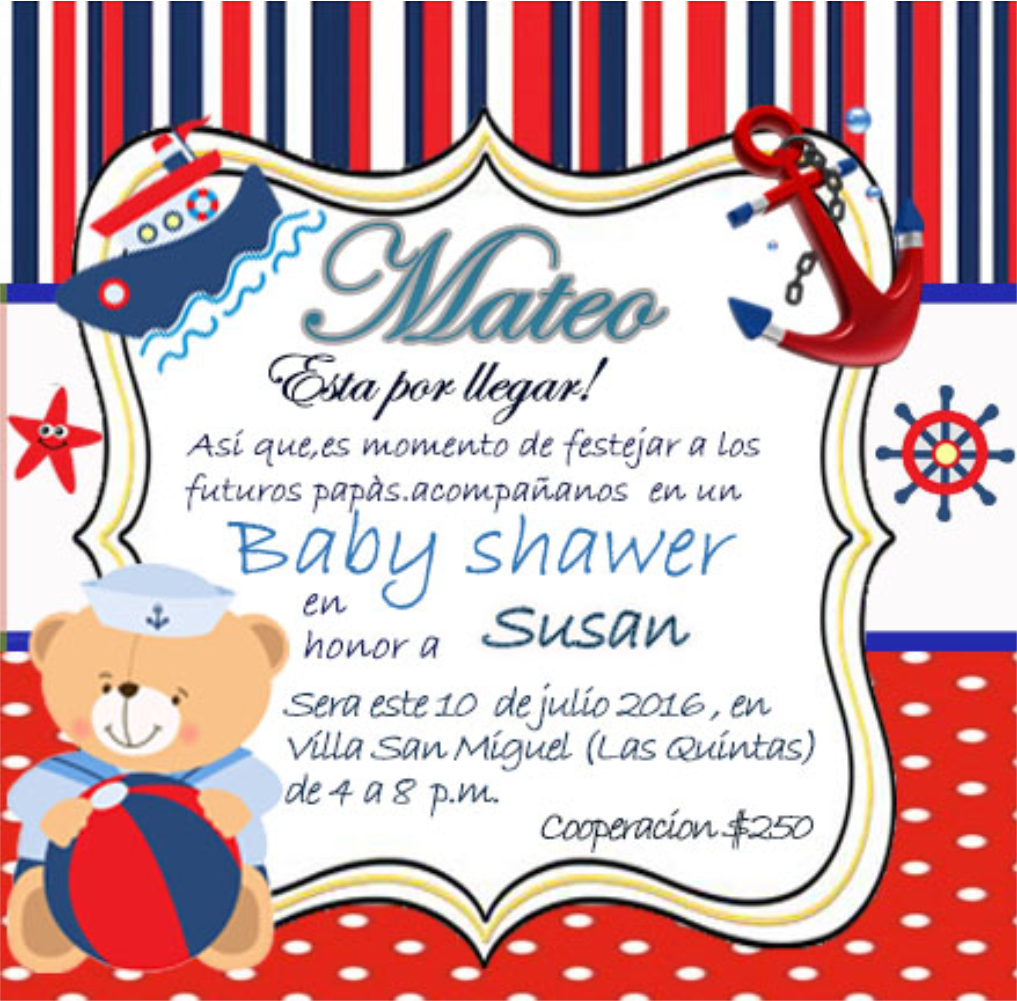 Mateo
Esta por llegar!
Así que,es momento de festejar a los
futuros papàs.acompañanos en un
Baby shawer
en
honor a Susan
Sera este 10 de julio 2016, en
Villa San Miguel (Las Quintas)
de 4 a 8 p.m.
Cooperacion $250